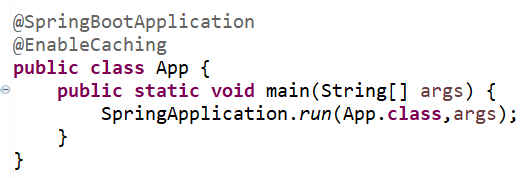 @SpringBootApplication
@EnableCaching
public class App {
    public static void main(String[] args) {
        SpringApplication.run(App.class,args);
    }
}